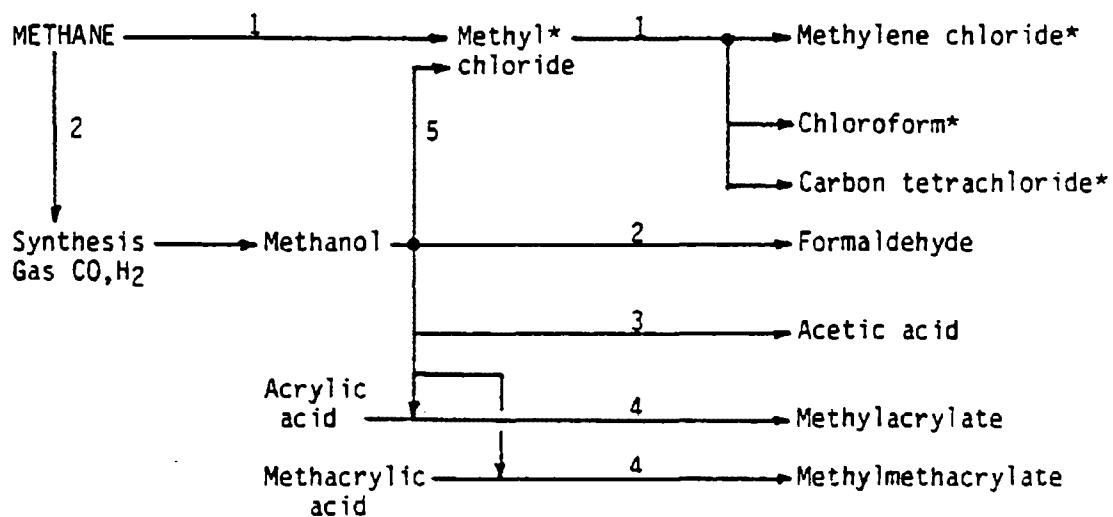 1
1
METHANE
Methyl*
chloride
Methylene chloride*
2
5
Chloroform*
Carbon tetrachloride*
Synthesis
Gas CO,H2
Methanol
2
Formaldehyde
3
Acetic acid
Acrylic
acid
4
Methylacrylate
Methacrylic
acid
4
Methylmethacrylate